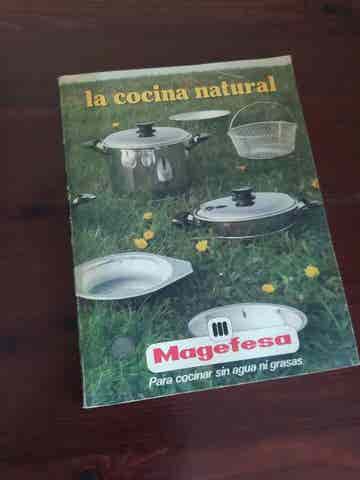 la cocina natural
Magefesa
Para cocinar sin agua ni grasas.